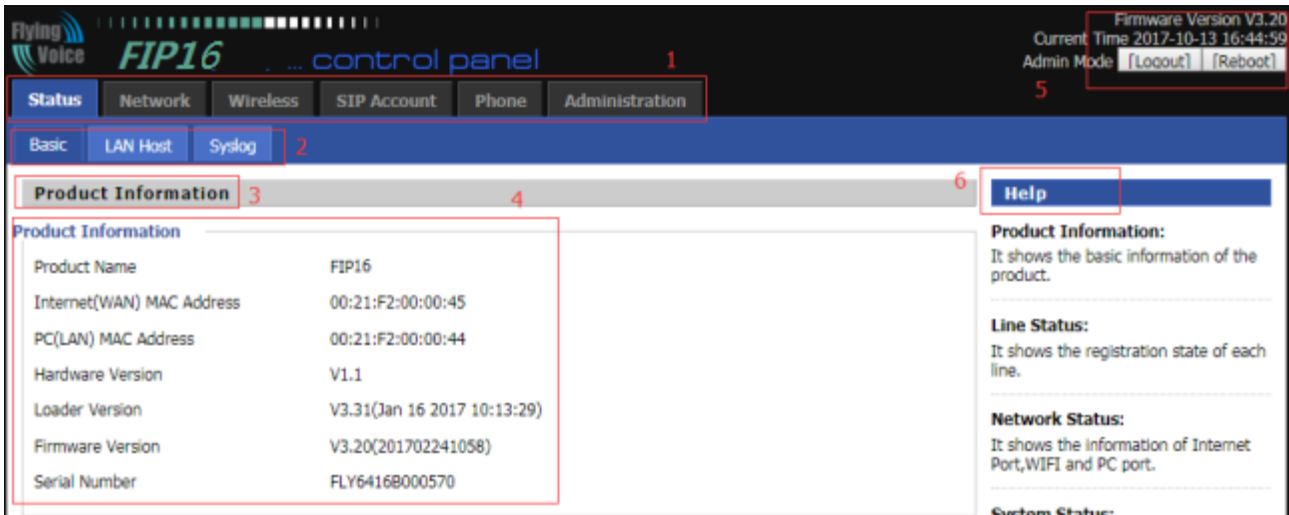 Flying
Voice
FIP16 ... control panel
Firmware Version V3.20
Current Time 2017-10-13 16:44:59
Admin Mode [Logout] [Reboot]
1
5
Status Network Wireless SIP Account Phone Administration
Basic LAN Host Syslog 2
Product Information 3
4
6
Help
Product Information
Product Name FIP16
Internet(WAN) MAC Address 00:21:F2:00:00:45
PC(LAN) MAC Address 00:21:F2:00:00:44
Hardware Version V1.1
Loader Version V3.31(Jan 16 2017 10:13:29)
Firmware Version V3.20(201702241058)
Serial Number FLY6416B000570
Product Information:
It shows the basic information of the
product.
Line Status:
It shows the registration state of each
line.
Network Status:
It shows the information of Internet
Port,WIFI and PC port.
System Status: